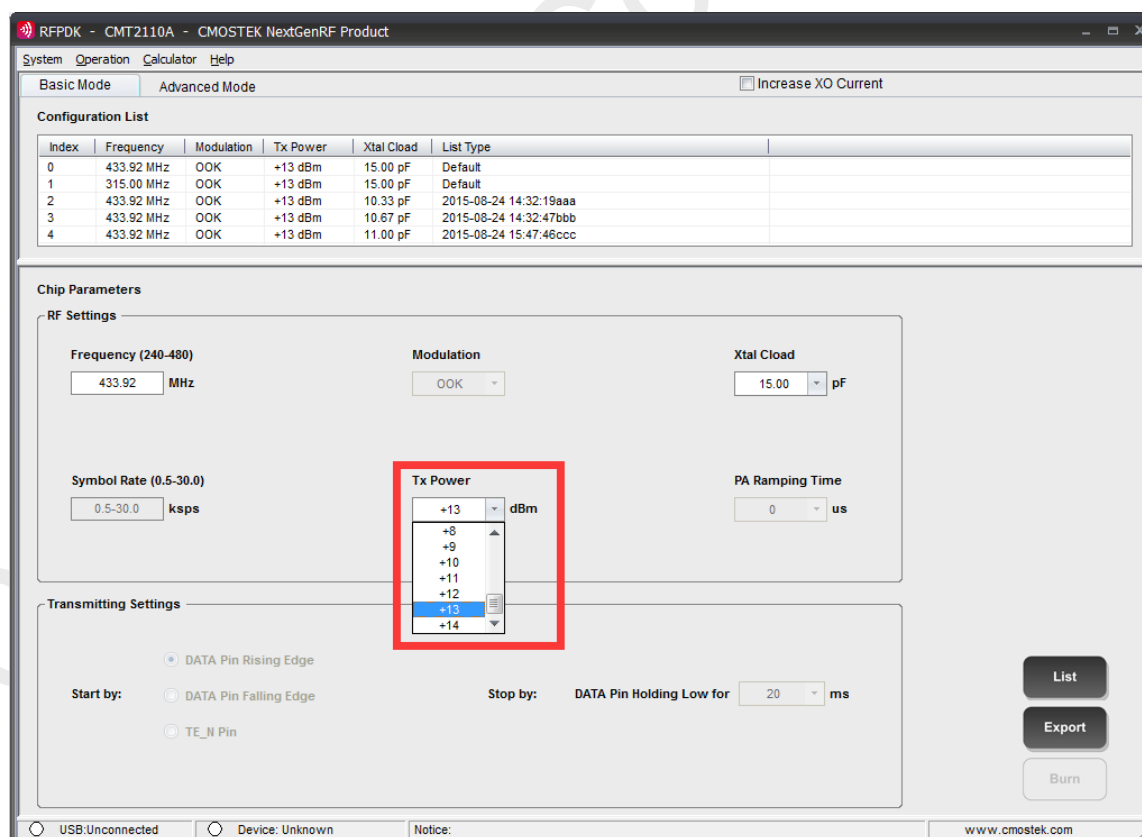 RFPDK - CMT2110A - CMOSTEK NextGenRF Product
System Operation Calculator Help
Basic Mode Advanced Mode Increase XO Current
Configuration List
Index Frequency Modulation Tx Power Xtal Cload List Type
0 433.92 MHz OOK +13 dBm 15.00 pF Default
1 315.00 MHz OOK +13 dBm 15.00 pF Default
2 433.92 MHz OOK +13 dBm 10.33 pF 2015-08-24 14:32:19aaa
3 433.92 MHz OOK +13 dBm 10.67 pF 2015-08-24 14:32:47bbb
4 433.92 MHz OOK +13 dBm 11.00 pF 2015-08-24 15:47:46ccc
Chip Parameters
RF Settings
Frequency (240-480) Modulation Xtal Cload
433.92 MHz OOK 15.00 pF
Symbol Rate (0.5-30.0) Tx Power PA Ramping Time
0.5-30.0 ksps +13 dBm 0 us
+8
+9
+10
+11
+12
+13
+14
Transmitting Settings
DATA Pin Rising Edge
Start by: DATA Pin Falling Edge Stop by: DATA Pin Holding Low for 20 ms
TE_N Pin
List
Export
Burn
USB:Unconnected Device: Unknown Notice: www.cmostek.com